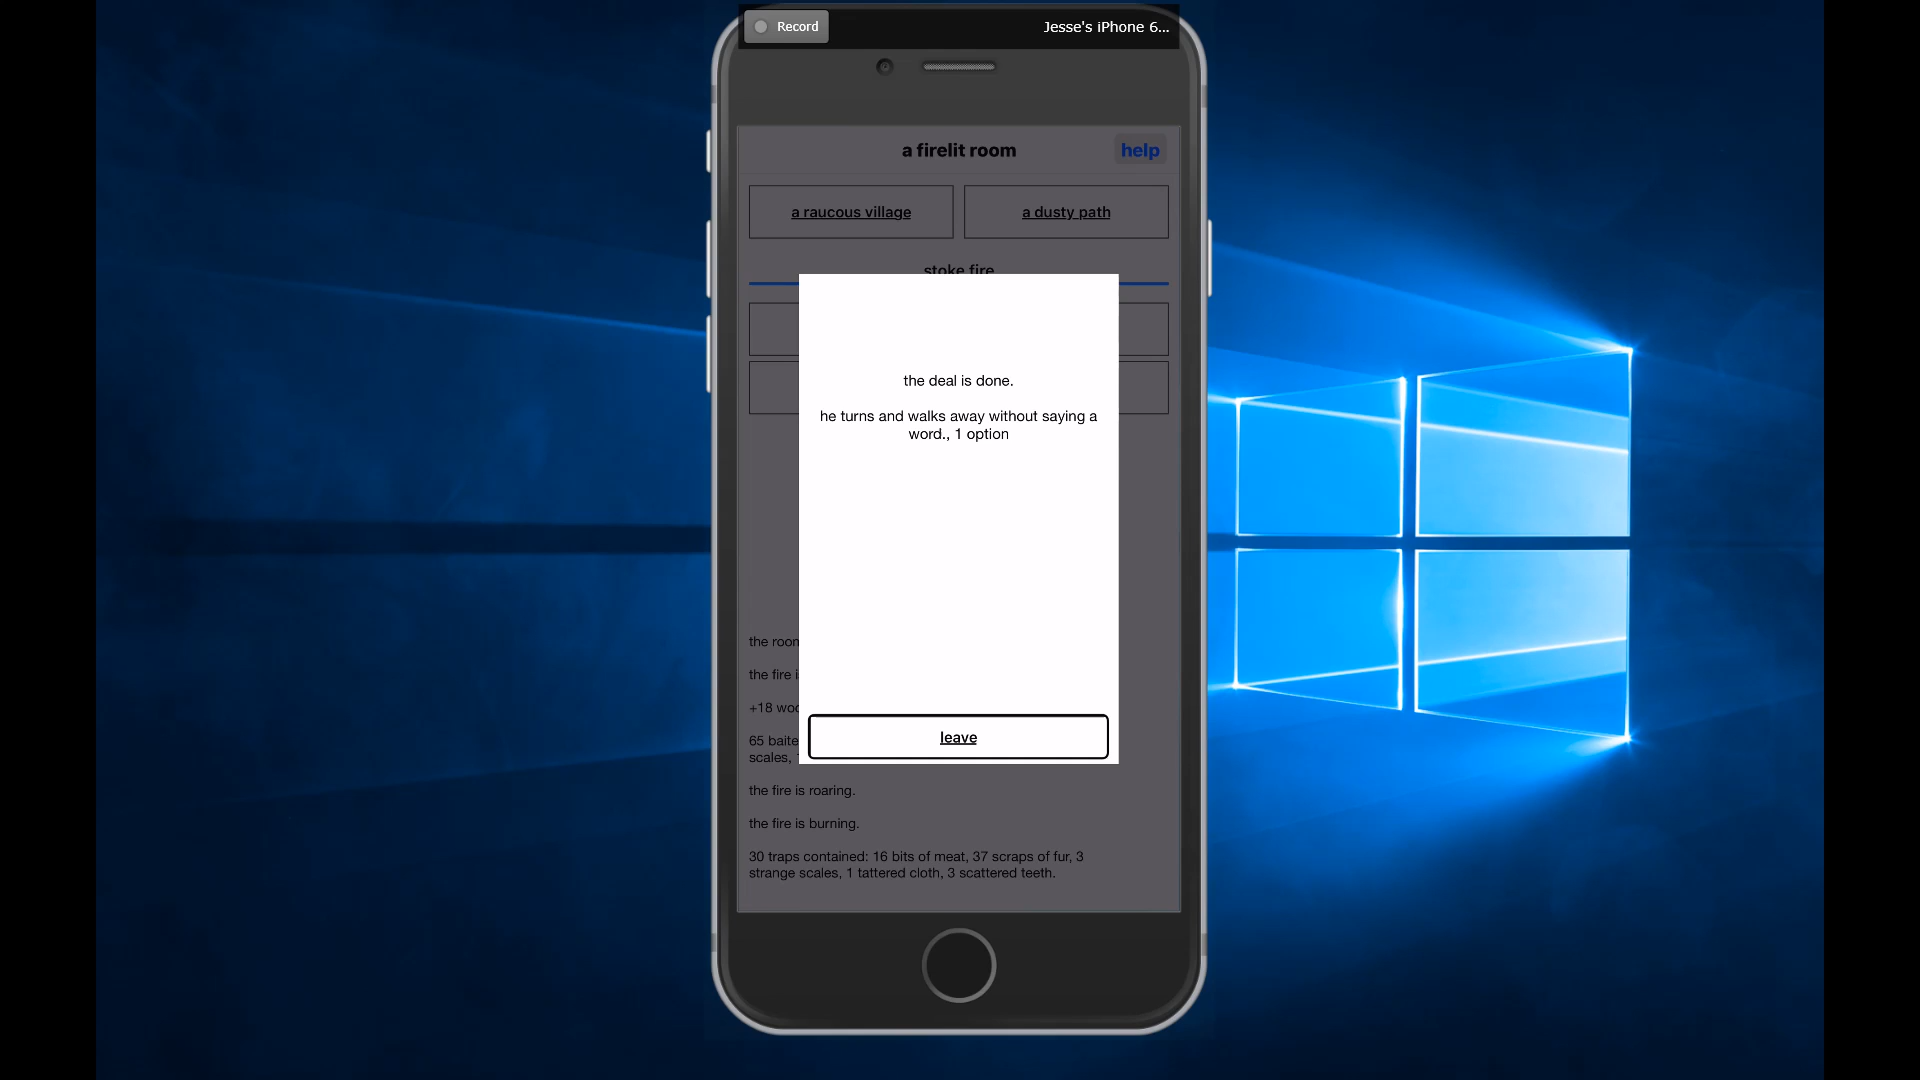 Record
Jesse's iPhone 6...
a firelit room
help
a raucous village
a dusty path
stoke fire
the deal is done.
he turns and walks away without saying a
word., 1 option
the
the fire
+18
65
scales,
leave
the fire is roaring.
the fire is burning.
30 traps contained: 16 bits of meat, 37 scraps of fur, 3
strange scales, 1 tattered cloth, 3 scattered teeth.